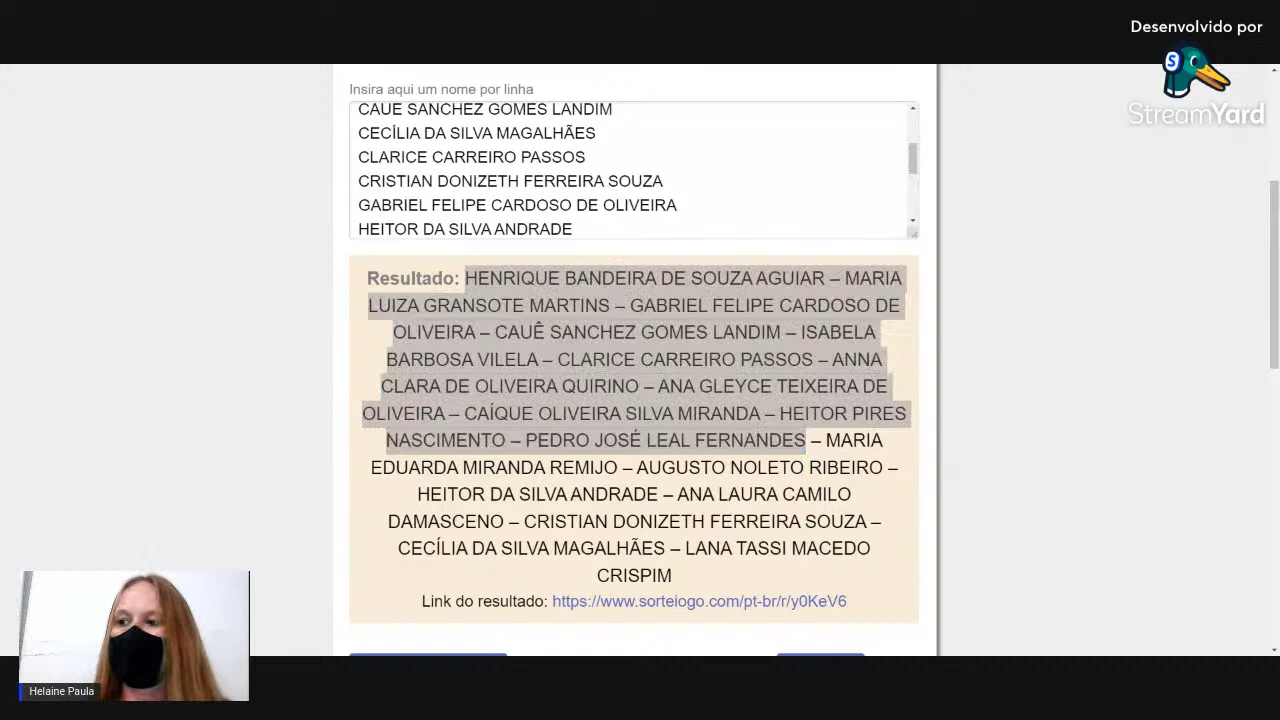 Desenvolvido por
StreamYard
Insira aqui um nome por linha
CAUÊ SANCHEZ GOMES LANDIM
CECÍLIA DA SILVA MAGALHÃES
CLARICE CARREIRO PASSOS
CRISTIAN DONIZETH FERREIRA SOUZA
GABRIEL FELIPE CARDOSO DE OLIVEIRA
HEITOR DA SILVA ANDRADE
Resultado: HENRIQUE BANDEIRA DE SOUZA AGUIAR – MARIA
LUIZA GRANSOTE MARTINS – GABRIEL FELIPE CARDOSO DE
OLIVEIRA – CAUÊ SANCHEZ GOMES LANDIM – ISABELA
BARBOSA VILELA – CLARICE CARREIRO PASSOS – ANNA
CLARA DE OLIVEIRA QUIRINO – ANA GLEYCE TEIXEIRA DE
OLIVEIRA – CAÍQUE OLIVEIRA SILVA MIRANDA – HEITOR PIRES
NASCIMENTO – PEDRO JOSÉ LEAL FERNANDES – MARIA
EDUARDA MIRANDA REMIJO – AUGUSTO NOLETO RIBEIRO –
HEITOR DA SILVA ANDRADE – ANA LAURA CAMILO
DAMASCENO – CRISTIAN DONIZETH FERREIRA SOUZA –
CECÍLIA DA SILVA MAGALHÃES – LANA TASSI MACEDO
CRISPIM
Link do resultado: https://www.sorteiogo.com/pt-br/r/y0KeV6
Helaine Paula